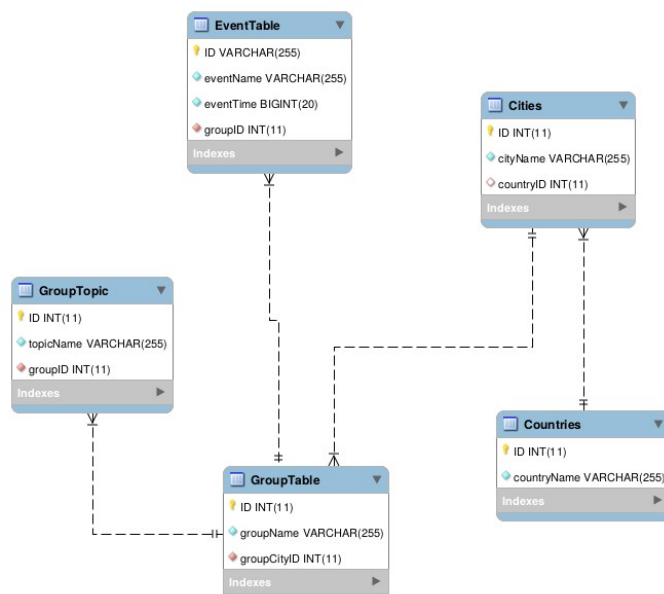 EventTable
ID VARCHAR(255)
eventName VARCHAR(255)
eventTime BIGINT(20)
groupID INT(11)
Indexes
Cities
ID INT(11)
cityName VARCHAR(255)
countryID INT(11)
Indexes
GroupTopic
ID INT(11)
topicName VARCHAR(255)
groupID INT(11)
Indexes
Countries
ID INT(11)
countryName VARCHAR(255)
Indexes
GroupTable
ID INT(11)
groupName VARCHAR(255)
groupCityID INT(11)
Indexes